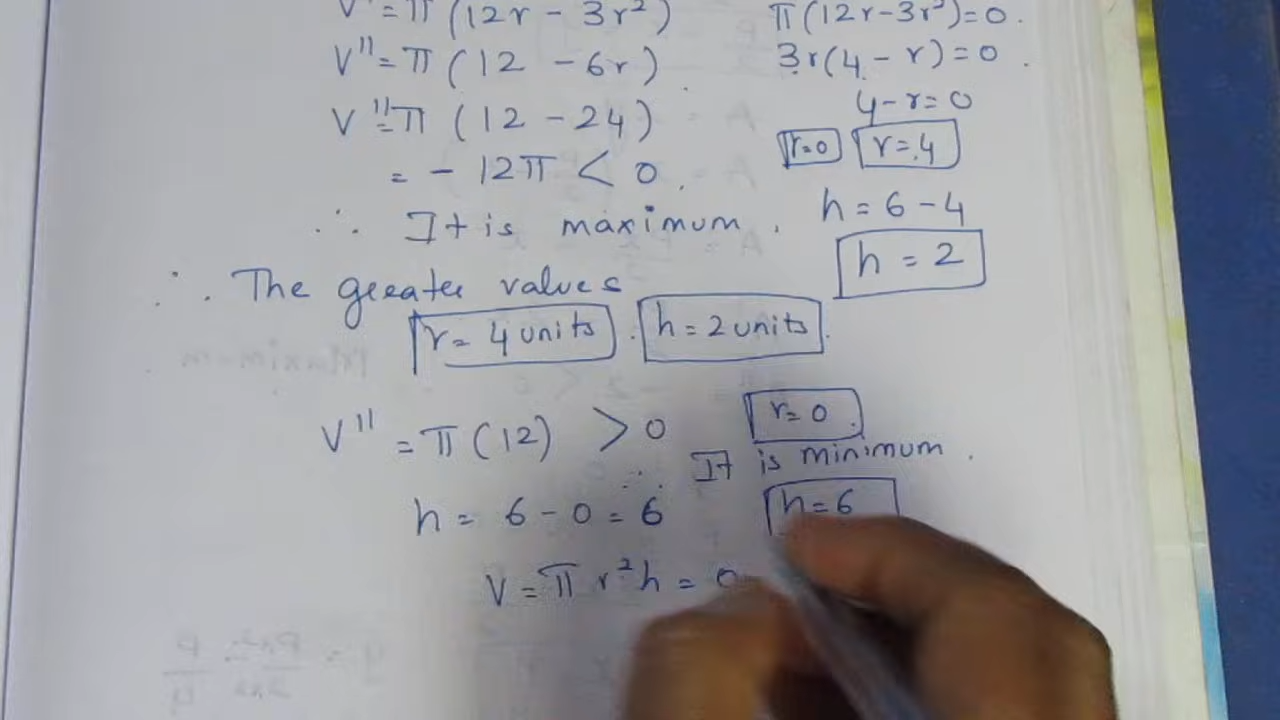 V' = π (12r - 3r²)
π(12r-3r²)=0.
V'' = π (12 - 6r)
3r(4 - r) = 0.
V'' = π (12 - 24)
4-r=0
= - 12π < 0.
r=0 r=4
∴ It is maximum.
h = 6 - 4
h = 2
∴ The greater values
r = 4 units. h = 2 units.
V'' = π (12) > 0
r = 0.
∴ It is minimum.
h = 6 - 0 = 6
h = 6
V = π r²h = 0